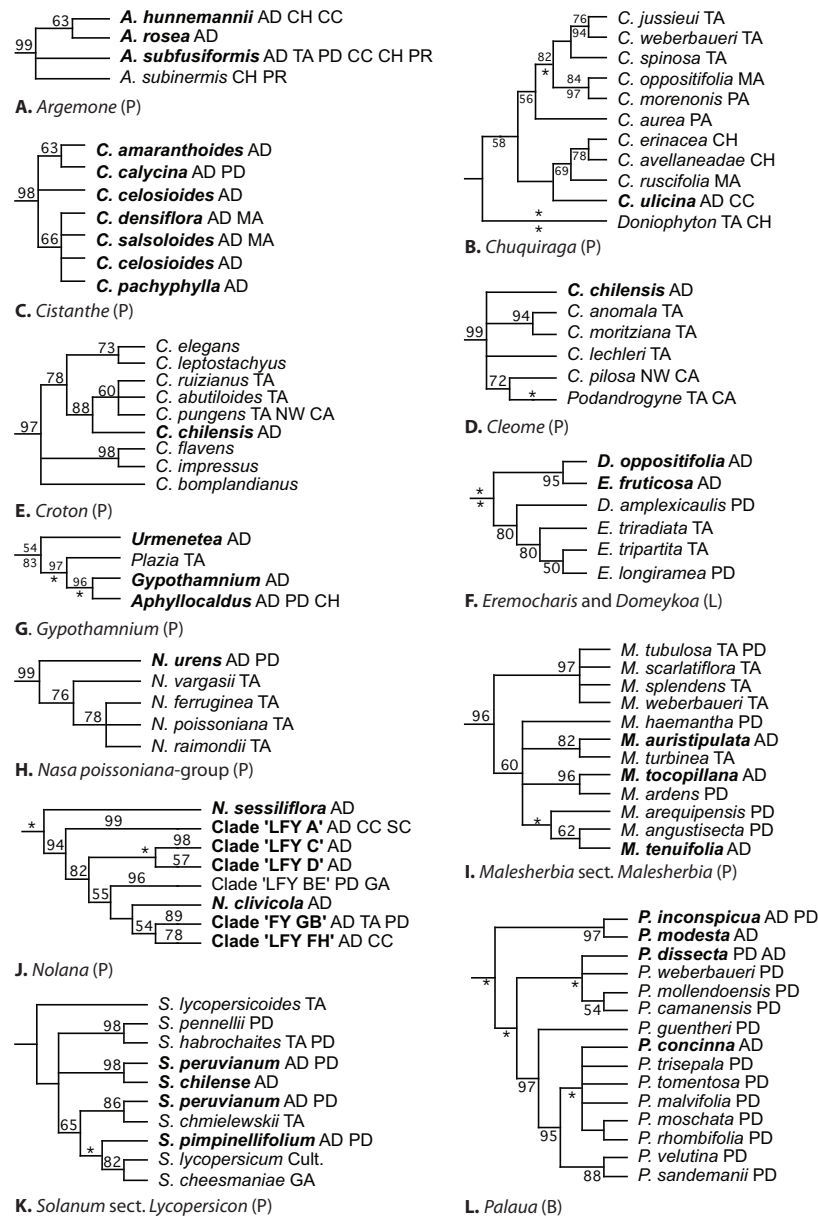 63
A. hunnemannii AD CH CC
A. rosea AD
99
A. subfusiformis AD TA PD CC CH PR
A. subinermis CH PR
A. Argemone (P)
63
C. amaranthoides AD
C. calycina AD PD
98
C. celosioides AD
C. densiflora AD MA
66
C. salsoloides AD MA
C. celosioides AD
C. pachyphylla AD
C. Cistanthe (P)
73
C. elegans
C. leptostachyus
78
C. ruizianus TA
60
C. abutiloides TA
88
C. pungens TA NW CA
C. chilensis AD
97
98
C. flavens
C. impressus
C. bomplandianus
E. Croton (P)
Urmenetea AD
54
83
97
*
Plazia TA
96
*
Gypothamnium AD
Aphyllocaldus AD PD CH
G. Gypothamnium (P)
N. urens AD PD
99
76
N. vargasii TA
N. ferruginea TA
78
N. poissoniana TA
N. raimondii TA
H. Nasa poissoniana-group (P)
N. sessiliflora AD
*
99
Clade 'LFY A' AD CC SC
94
*
98
Clade 'LFY C' AD
57
Clade 'LFY D' AD
82
96
Clade 'LFY BE' PD GA
55
N. clivicola AD
54
89
Clade 'FY GB' AD TA PD
78
Clade 'LFY FH' AD CC
J. Nolana (P)
S. lycopersicoides TA
98
S. pennellii PD
S. habrochaites TA PD
98
S. peruvianum AD PD
S. chilense AD
86
S. peruvianum AD PD
65
S. chmielewskii TA
*
S. pimpinellifolium AD PD
82
S. lycopersicum Cult.
S. cheesmaniae GA
K. Solanum sect. Lycopersicon (P)
76
94
C. jussieui TA
C. weberbaueri TA
82
*
C. spinosa TA
84
97
C. oppositifolia MA
C. morenonis PA
56
C. aurea PA
58
C. erinacea CH
78
C. avellaneadae CH
69
C. ruscifolia MA
C. ulicina AD CC
*
*
Doniophyton TA CH
B. Chuquiraga (P)
C. chilensis AD
94
C. anomala TA
C. moritziana TA
99
C. lechleri TA
72
C. pilosa NW CA
*
Podandrogyne TA CA
D. Cleome (P)
D. oppositifolia AD
95
E. fruticosa AD
*
*
D. amplexicaulis PD
80
E. triradiata TA
80
E. tripartita TA
50
E. longiramea PD
F. Eremocharis and Domeykoa (L)
M. tubulosa TA PD
97
M. scarlatiflora TA
M. splendens TA
M. weberbaueri TA
96
M. haemantha PD
82
M. auristipulata AD
M. turbinea TA
60
96
M. tocopillana AD
M. ardens PD
*
M. arequipensis PD
62
M. angustisecta PD
M. tenuifolia AD
I. Malesherbia sect. Malesherbia (P)
P. inconspicua AD PD
97
P. modesta AD
*
P. dissecta PD AD
*
P. weberbaueri PD
P. mollendoensis PD
54
P. camanensis PD
*
P. guentheri PD
97
P. concinna AD
P. trisepala PD
*
P. tomentosa PD
P. malvifolia PD
95
P. moschata PD
P. rhombifolia PD
P. velutina PD
88
P. sandemanii PD
L. Palaua (B)